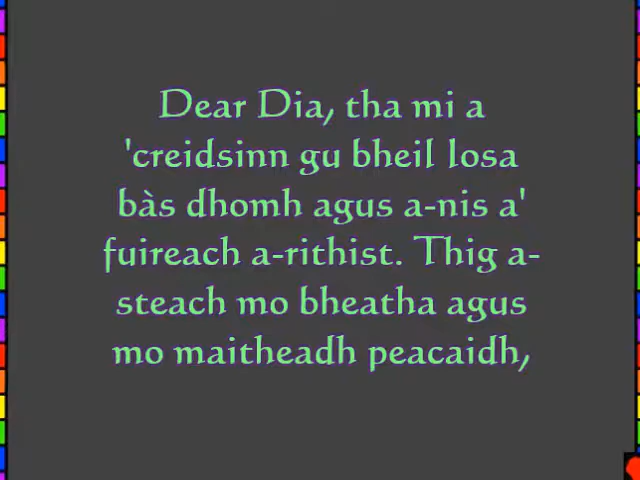 Dear Dia, tha mi a
'creidsinn gu bheil Iosa
bàs dhomh agus a-nis a'
fuireach a-rithist. Thig a-
steach mo bheatha agus
mo maitheadh peacaidh,